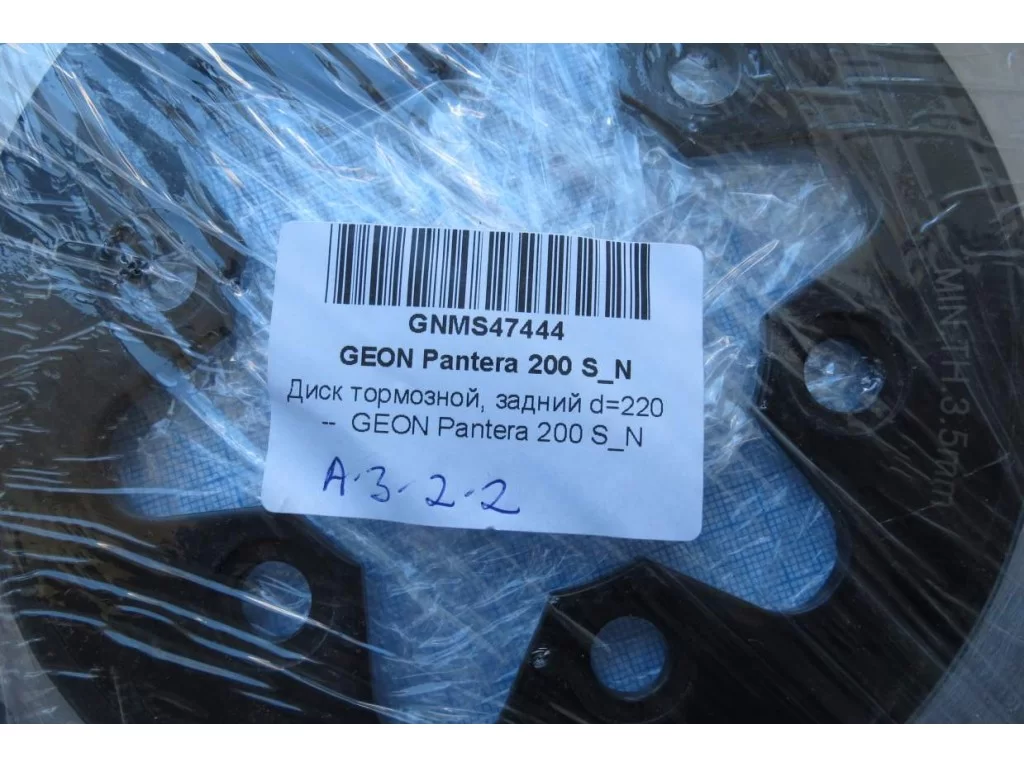 GNMS47444
GEON Pantera 200 S_N
Диск тормозной, задний d=220
-- GEON Pantera 200 S_N
A-3-2-2
MIN.TH.3.5mm